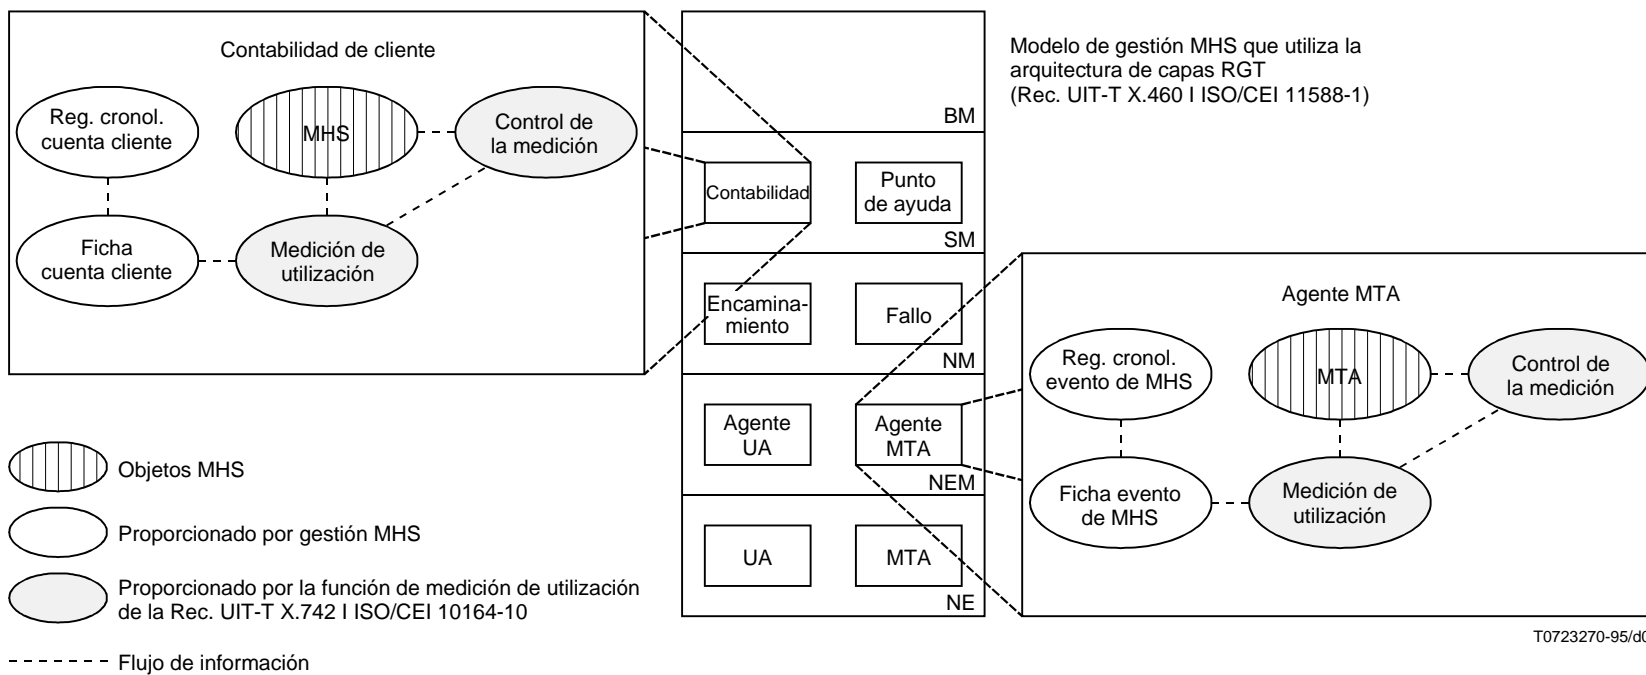 Contabilidad de cliente
Reg. cronol.
cuenta cliente
MHS
Control de
la medición
Ficha
cuenta cliente
Medición de
utilización
Modelo de gestión MHS que utiliza la
arquitectura de capas RGT
(Rec. UIT-T X.460 I ISO/CEI 11588-1)
BM
Contabilidad
Punto
de ayuda
SM
Encamina-
miento
Fallo
NM
Agente
UA
Agente
MTA
NEM
UA
MTA
NE
Agente MTA
Reg. cronol.
evento de MHS
MTA
Control de
la medición
Ficha evento
de MHS
Medición de
utilización
Objetos MHS
Proporcionado por gestión MHS
Proporcionado por la función de medición de utilización
de la Rec. UIT-T X.742 I ISO/CEI 10164-10
Flujo de información